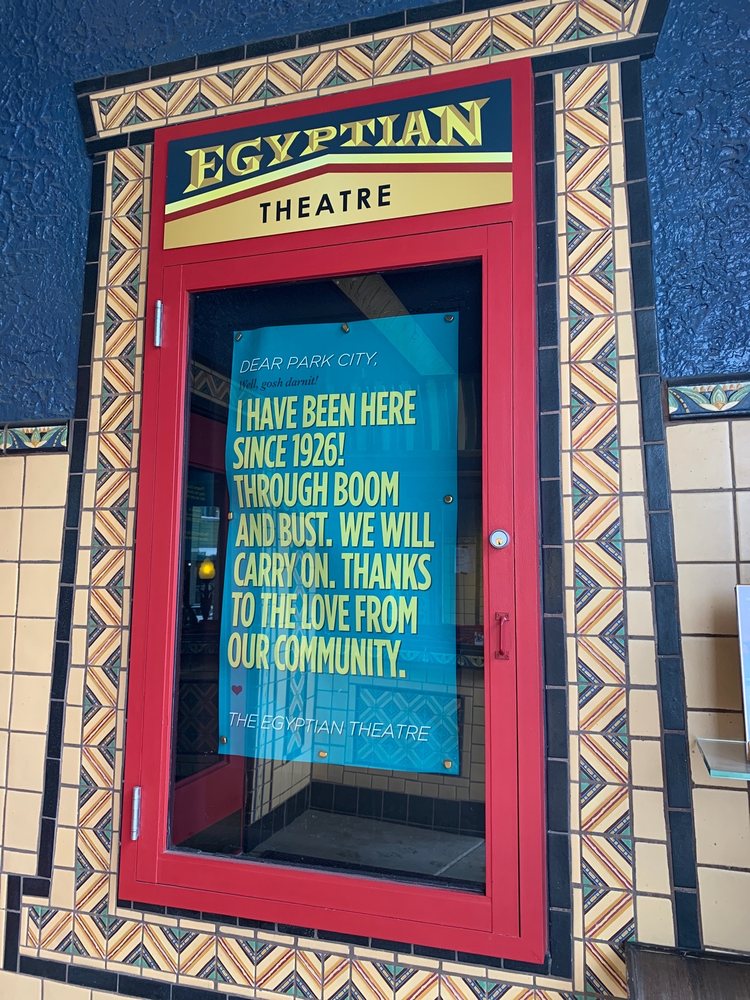 EGYPTIAN
THEATRE
DEAR PARK CITY,
Well, gosh darnit!
I HAVE BEEN HERE
SINCE 1926!
THROUGH BOOM
AND BUST. WE WILL
CARRY ON. THANKS
TO THE LOVE FROM
OUR COMMUNITY.
THE EGYPTIAN THEATRE